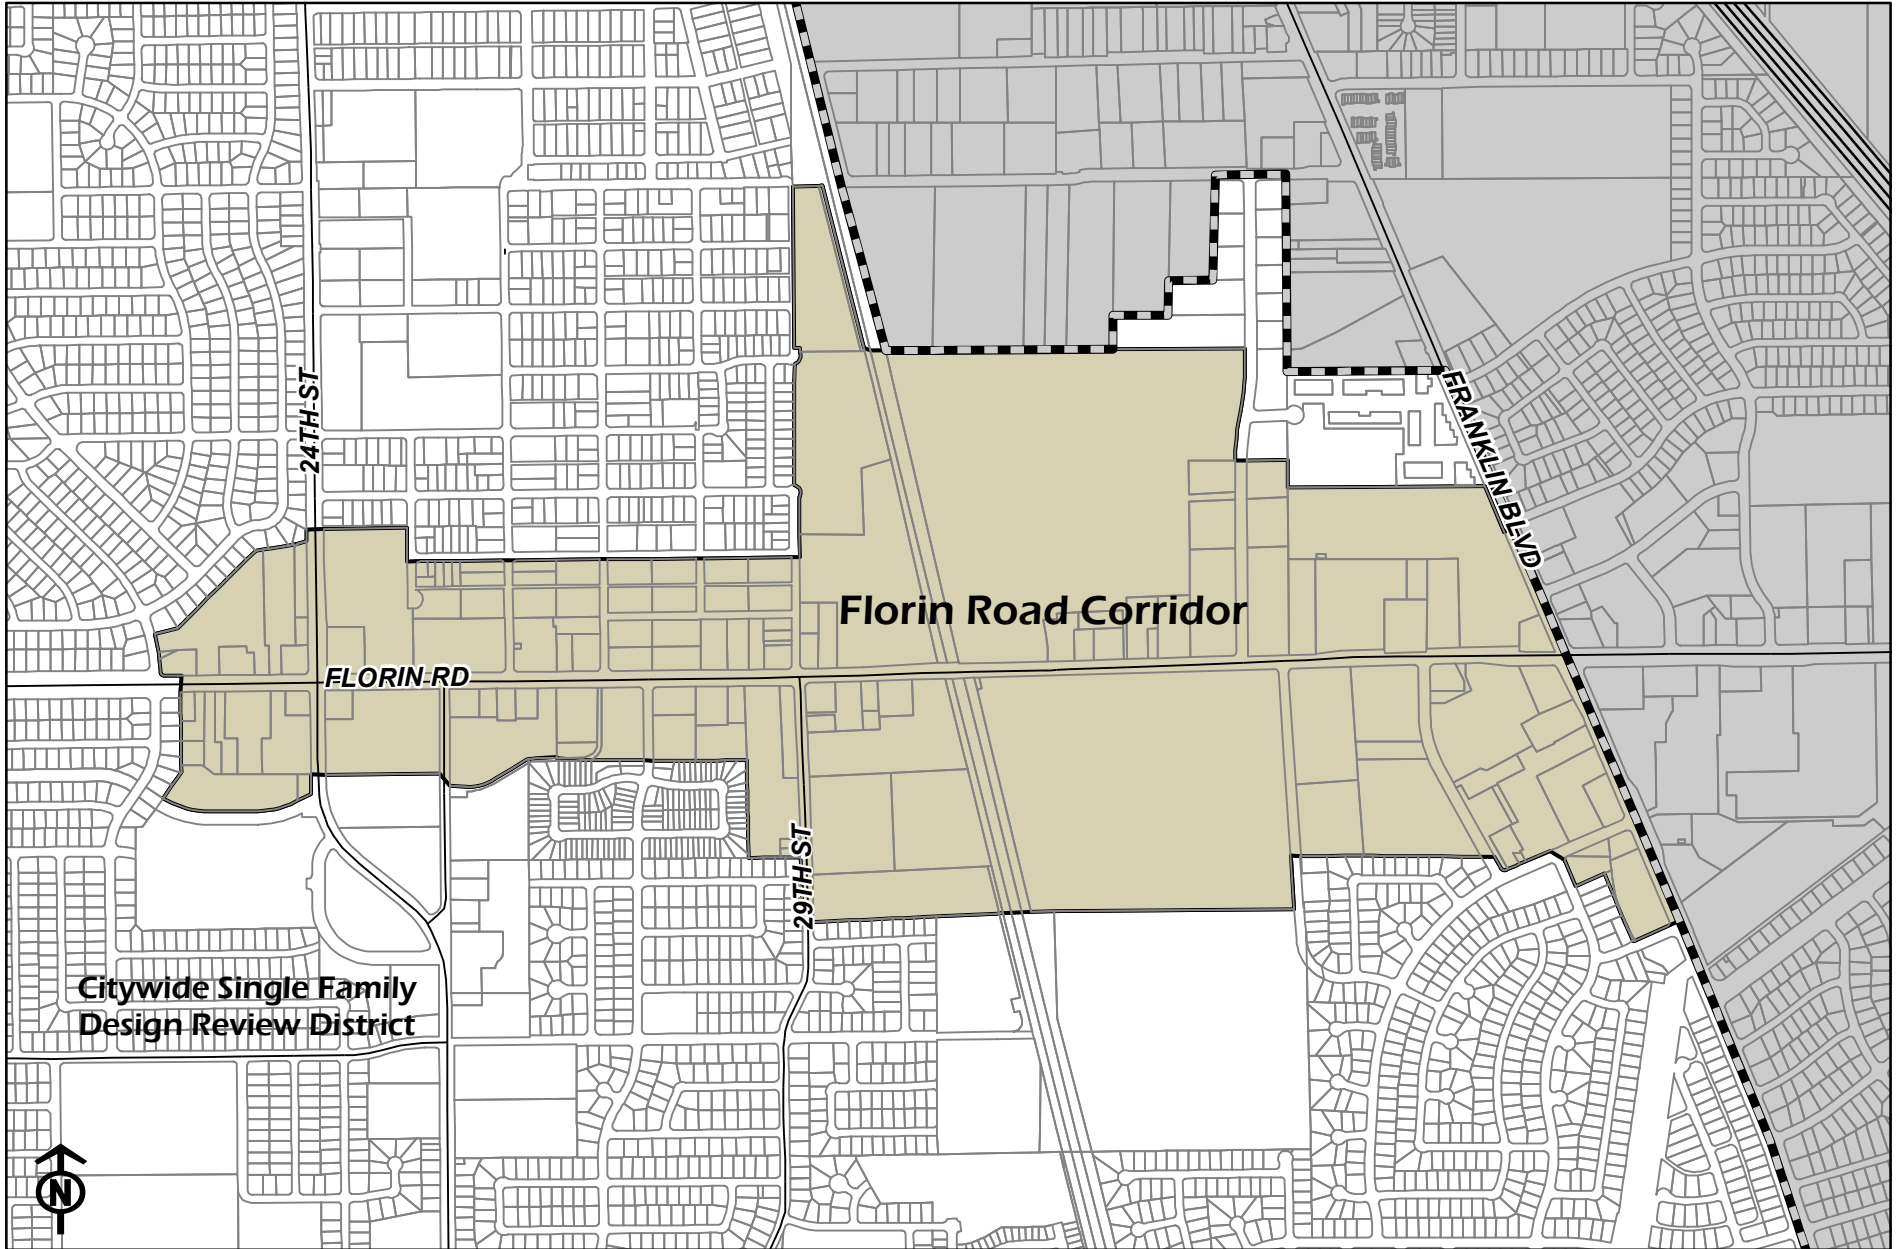 24TH ST
FRANKLIN BLVD
Florin Road Corridor
FLORIN RD
29TH ST
Citywide Single Family
Design Review District
N